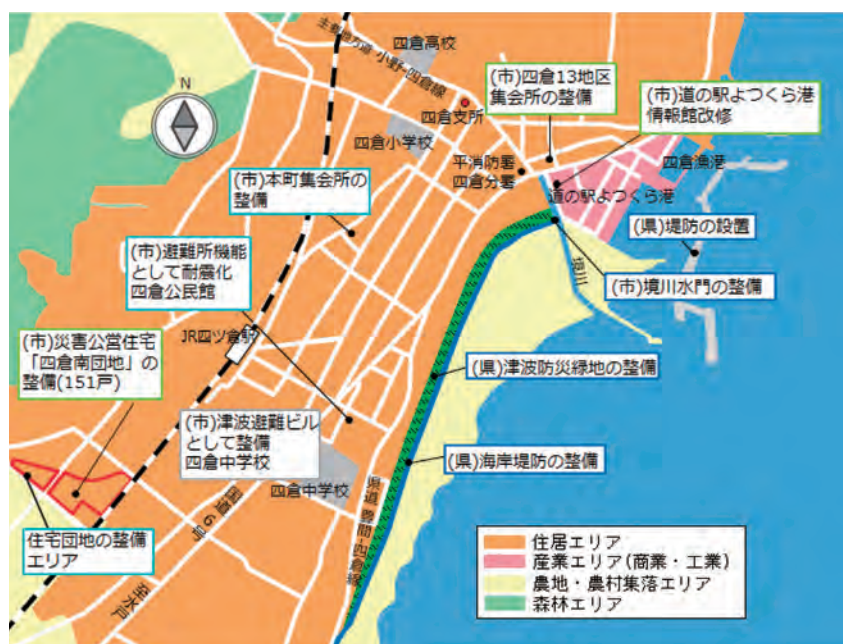 主要地方道 小野-四倉線
四倉高校
N
(市)四倉13地区
集会所の整備
(市)道の駅よつくら港
情報館改修
四倉支所
四倉小学校
平消防署
四倉分署
四倉漁港
道の駅よつくら港
(市)本町集会所の
整備
(県)堤防の設置
(市)避難所機能
として耐震化
四倉公民館
境川
(市)境川水門の整備
JR四ツ倉駅
(市)災害公営住宅
「四倉南団地」の
整備(151戸)
(県)津波防災緑地の整備
(市)津波避難ビル
として整備
四倉中学校
(県)海岸堤防の整備
四倉中学校
県道 豊間-四倉線
国道6号
住宅団地の整備
エリア
至水戸
住居エリア
産業エリア(商業・工業)
農地・農村集落エリア
森林エリア